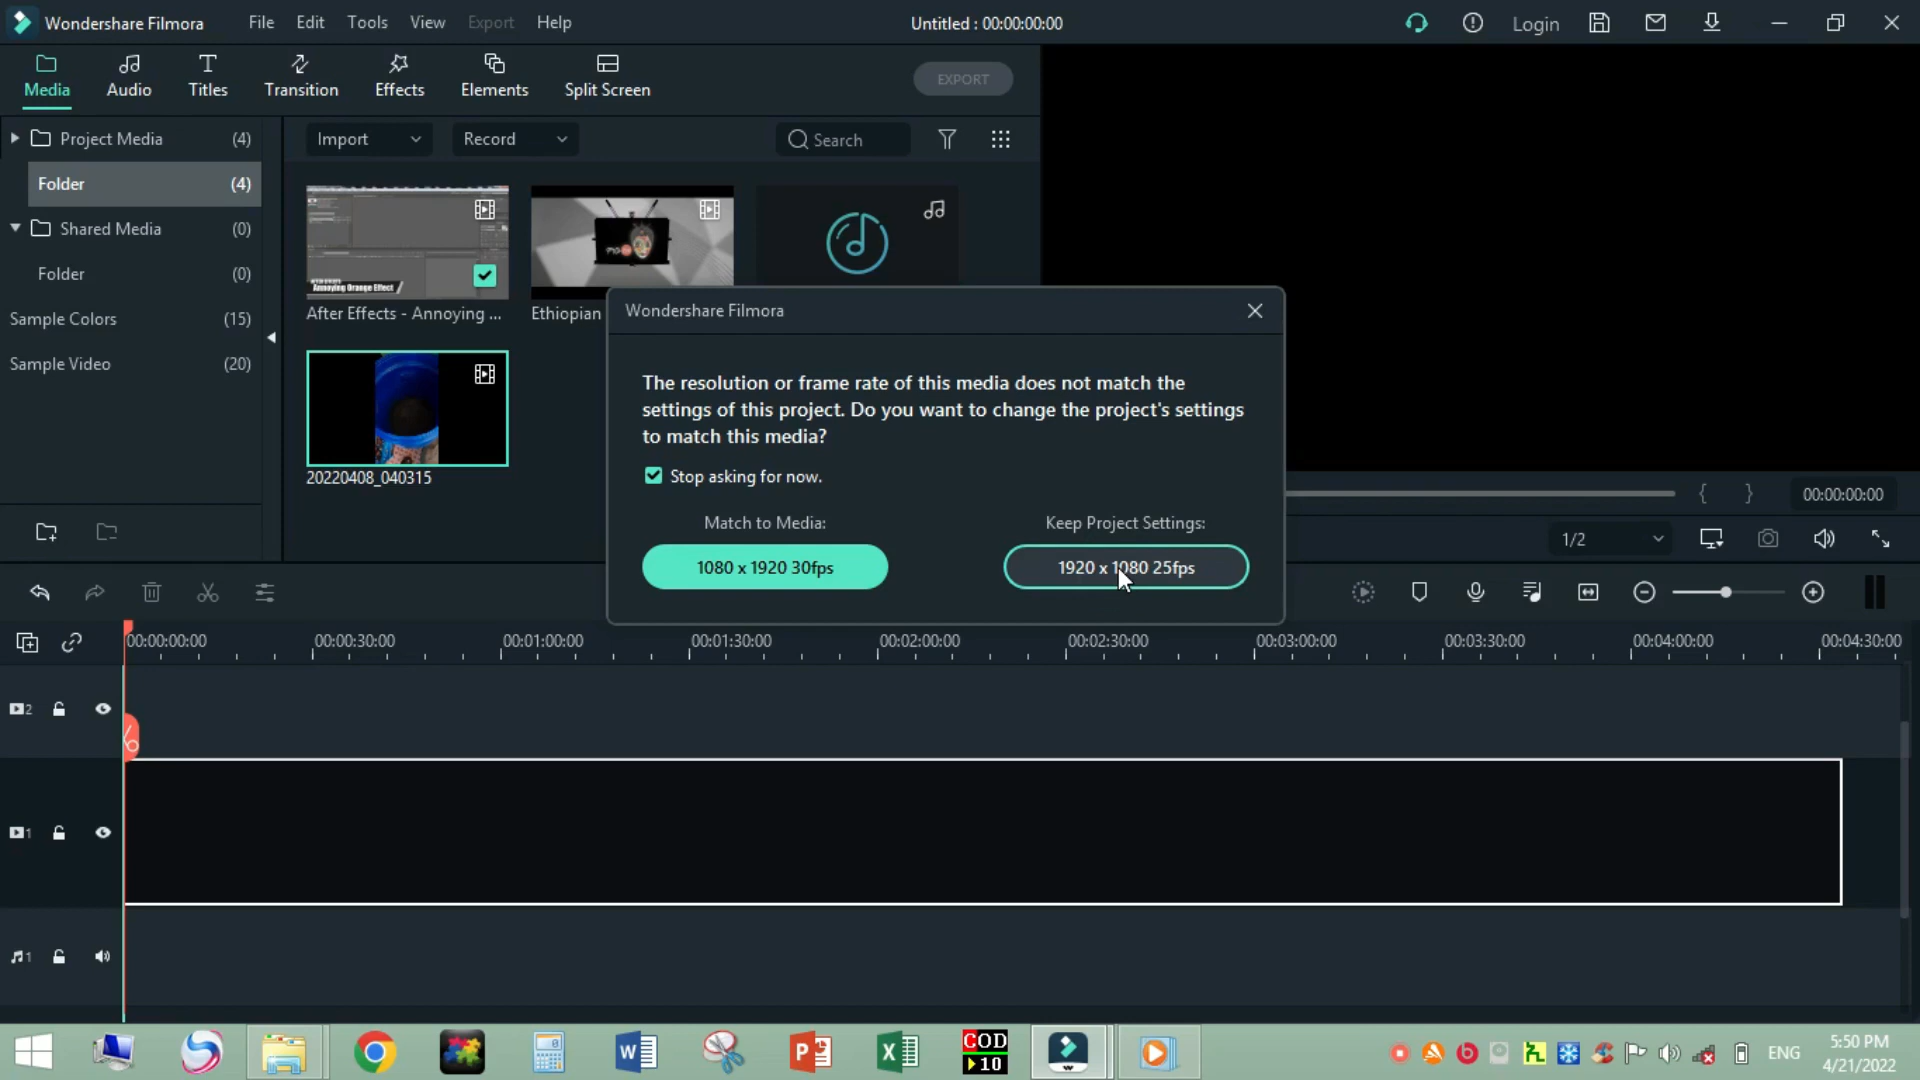 Wondershare Filmora File Edit Tools View Export Help Untitled : 00:00:00:00 Login
Media Audio Titles Transition Effects Elements Split Screen EXPORT
Project Media (4)
Folder (4)
Shared Media (0)
Folder (0)
Sample Colors (15)
Sample Video (20)
Import Record Search
Annoying Orange Effect
After Effects - Annoying ...
Ethiopian
20220408_040315
Wondershare Filmora
The resolution or frame rate of this media does not match the
settings of this project. Do you want to change the project's settings
to match this media?
Stop asking for now.
Match to Media: Keep Project Settings:
1080 x 1920 30fps 1920 x 1080 25fps
{ } 00:00:00:00
1/2
00:00:00:00 00:00:30:00 00:01:00:00 00:01:30:00 00:02:00:00 00:02:30:00 00:03:00:00 00:03:30:00 00:04:00:00 00:04:30:00
2
1
1
COD
10
ENG
5:50 PM
4/21/2022